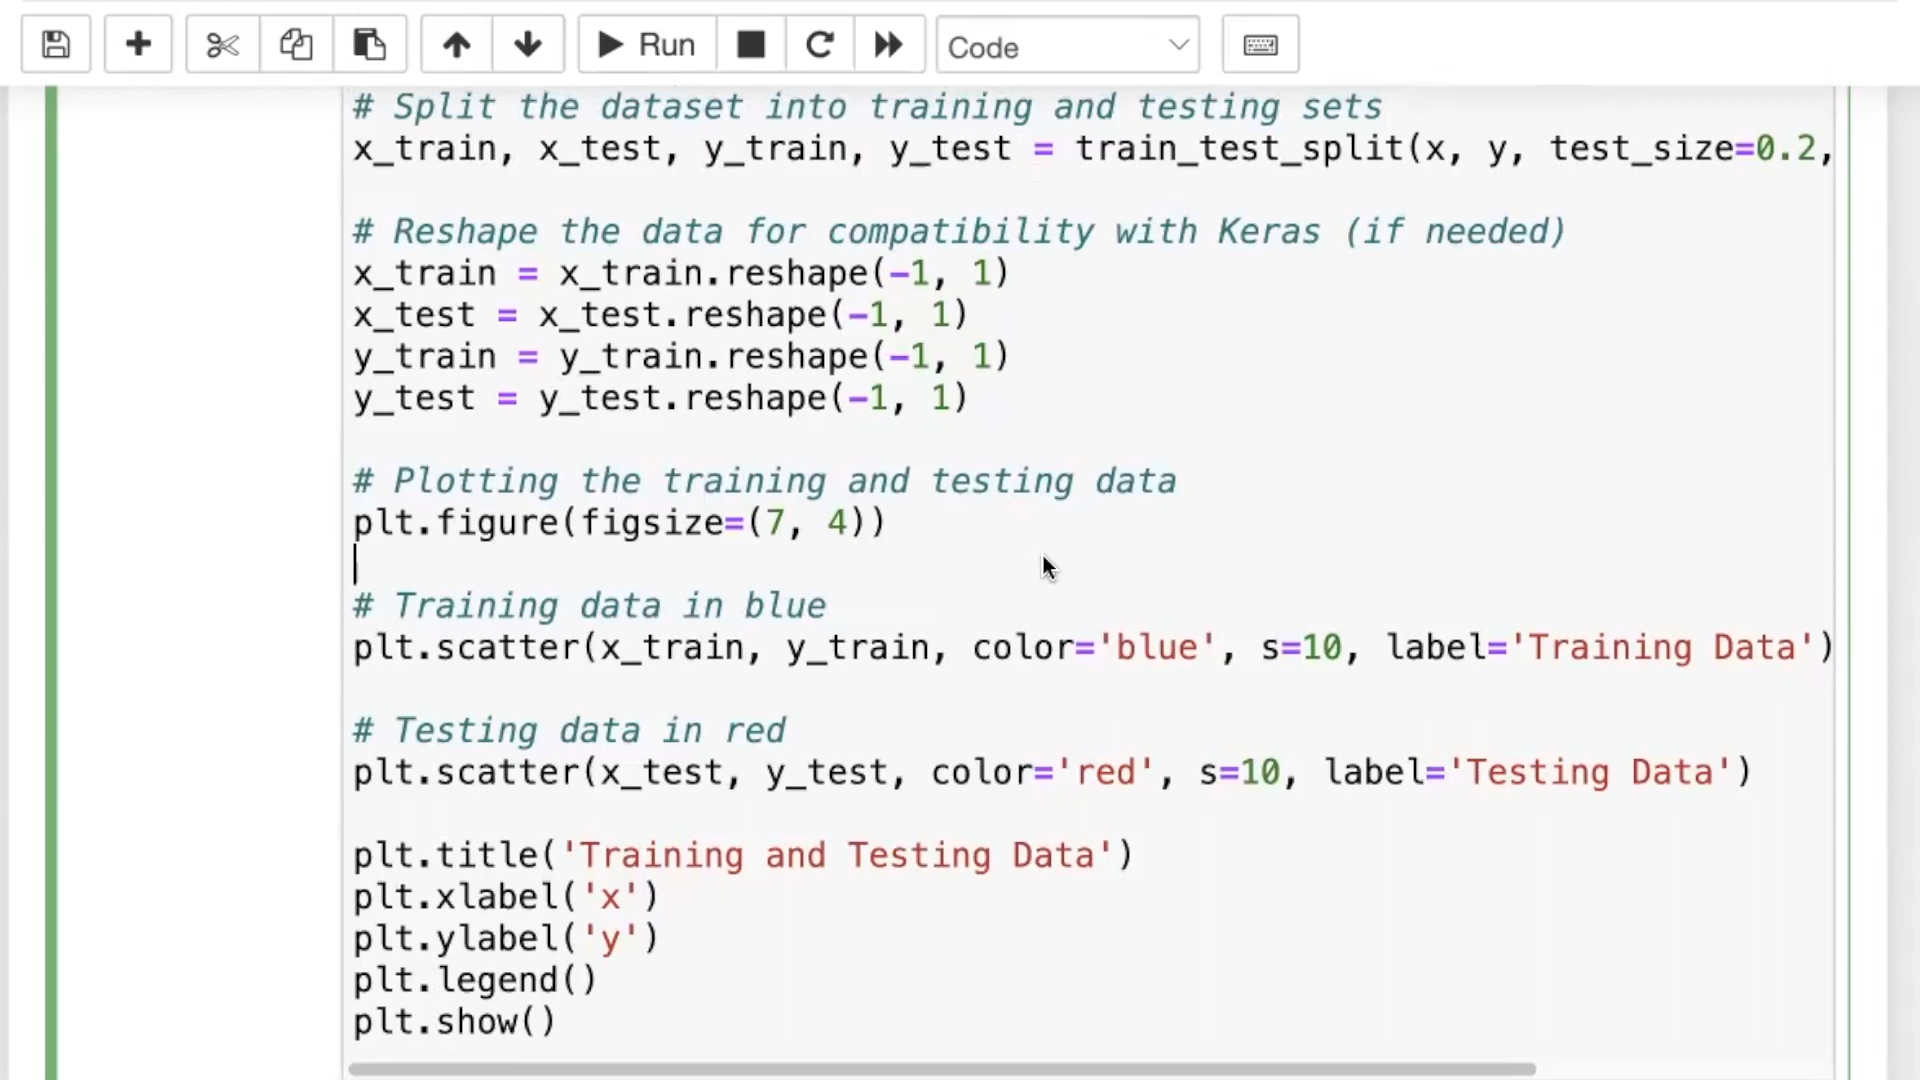 Run
Code
# Split the dataset into training and testing sets
x_train, x_test, y_train, y_test = train_test_split(x, y, test_size=0.2,
# Reshape the data for compatibility with Keras (if needed)
x_train = x_train.reshape(-1, 1)
x_test = x_test.reshape(-1, 1)
y_train = y_train.reshape(-1, 1)
y_test = y_test.reshape(-1, 1)
# Plotting the training and testing data
plt.figure(figsize=(7, 4))
# Training data in blue
plt.scatter(x_train, y_train, color='blue', s=10, label='Training Data')
# Testing data in red
plt.scatter(x_test, y_test, color='red', s=10, label='Testing Data')
plt.title('Training and Testing Data')
plt.xlabel('x')
plt.ylabel('y')
plt.legend()
plt.show()